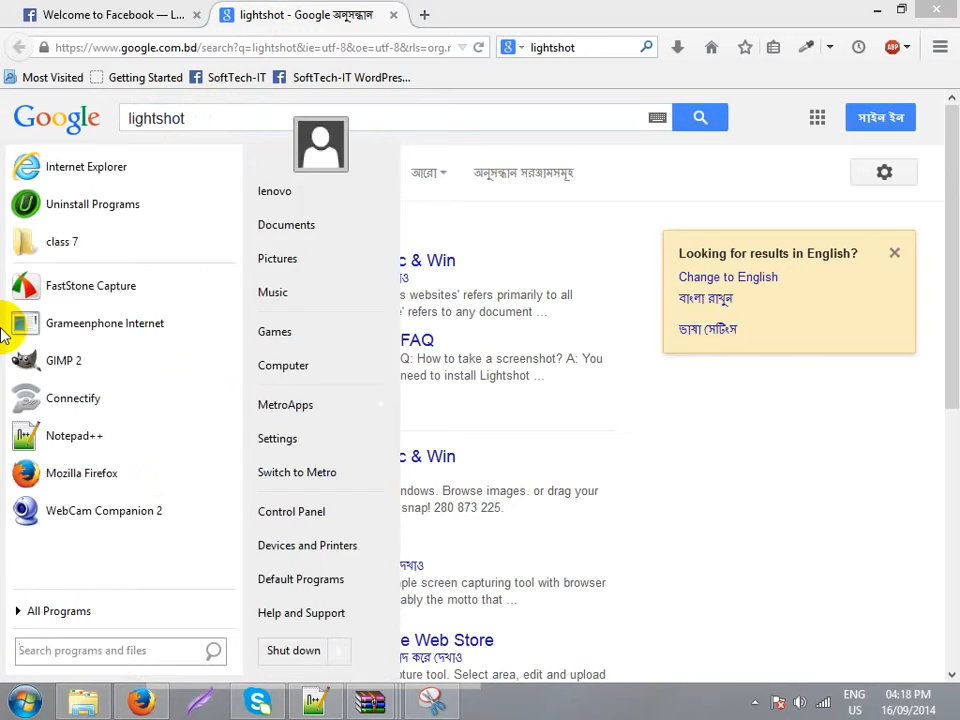 Welcome to Facebook — L...
lightshot - Google অনুসন্ধান
https://www.google.com.bd/search?q=lightshot&ie=utf-8&oe=utf-8&rls=org.r
lightshot
ABP
Most Visited
Getting Started
SoftTech-IT
SoftTech-IT WordPres...
Google
lightshot
সাইন ইন
আরো
অনুসন্ধান সরঞ্জামসমূহ
Internet Explorer
Uninstall Programs
class 7
FastStone Capture
Grameenphone Internet
GIMP 2
Connectify
Notepad++
Mozilla Firefox
WebCam Companion 2
All Programs
Search programs and files
lenovo
Documents
Pictures
Music
Games
Computer
MetroApps
Settings
Switch to Metro
Control Panel
Devices and Printers
Default Programs
Help and Support
Shut down
c & Win
s websites' refers primarily to all
refers to any document ...
FAQ
Q: How to take a screenshot? A: You
need to install Lightshot ...
c & Win
ndows. Browse images. or drag your
snap! 280 873 225.
দেখাও
ple screen capturing tool with browser
ably the motto that ...
e Web Store
াদ করে দেখাও
pture tool. Select area, edit and upload
Looking for results in English?
Change to English
বাংলা রাখুন
ভাষা সেটিংস
ENG
US
04:18 PM
16/09/2014